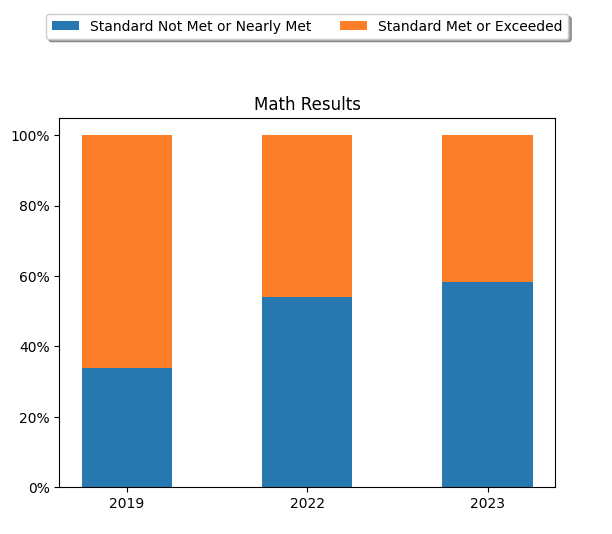 Standard Not Met or Nearly Met Standard Met or Exceeded
Math Results
100%
80%
60%
40%
20%
0%
2019 2022 2023